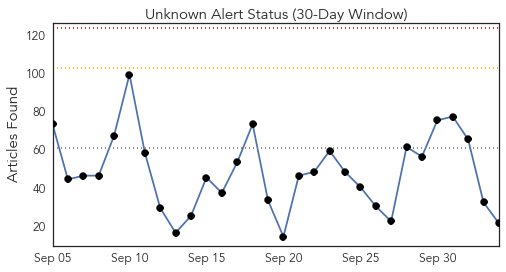 Unknown Alert Status (30-Day Window)
Articles Found
120
100
80
60
40
20
Sep 05
Sep 10
Sep 15
Sep 20
Sep 25
Sep 30